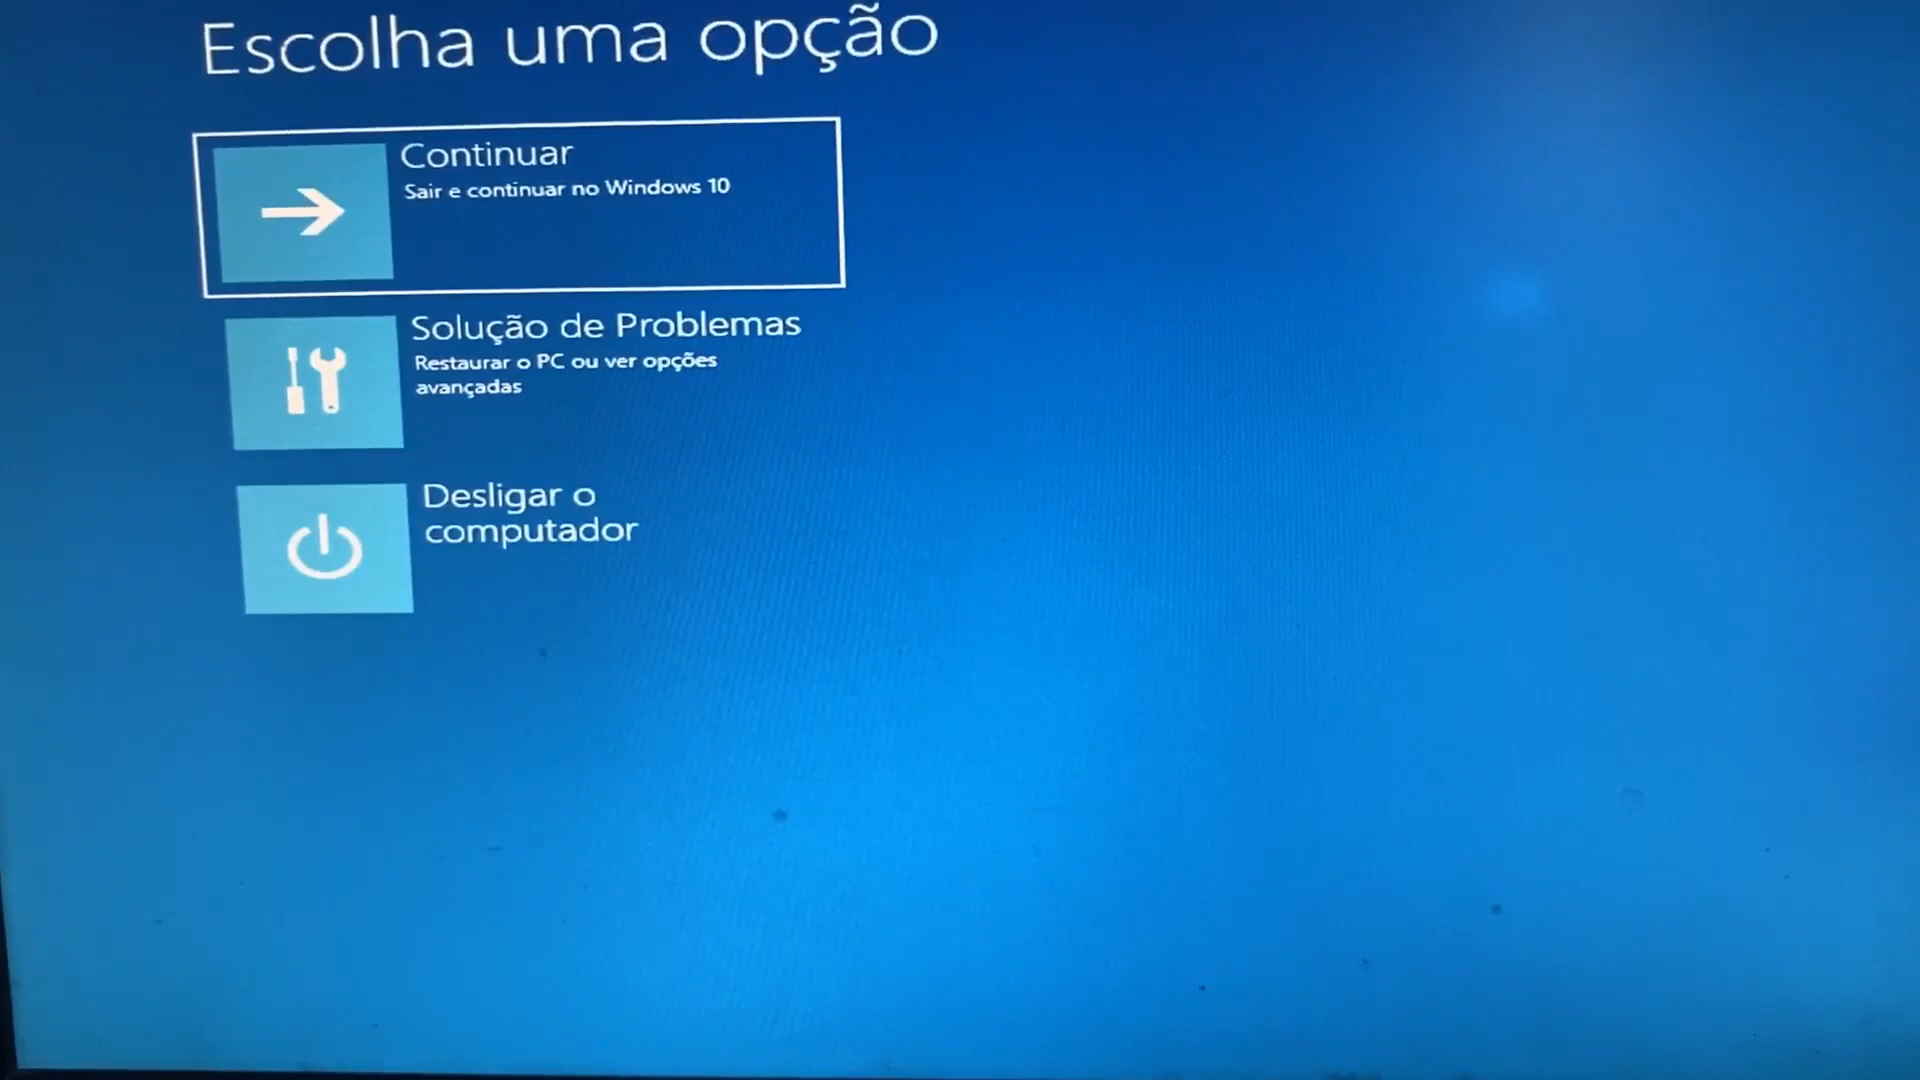 Escolha uma opção
Continuar
Sair e continuar no Windows 10
Solução de Problemas
Restaurar o PC ou ver opções
avançadas
Desligar o
computador